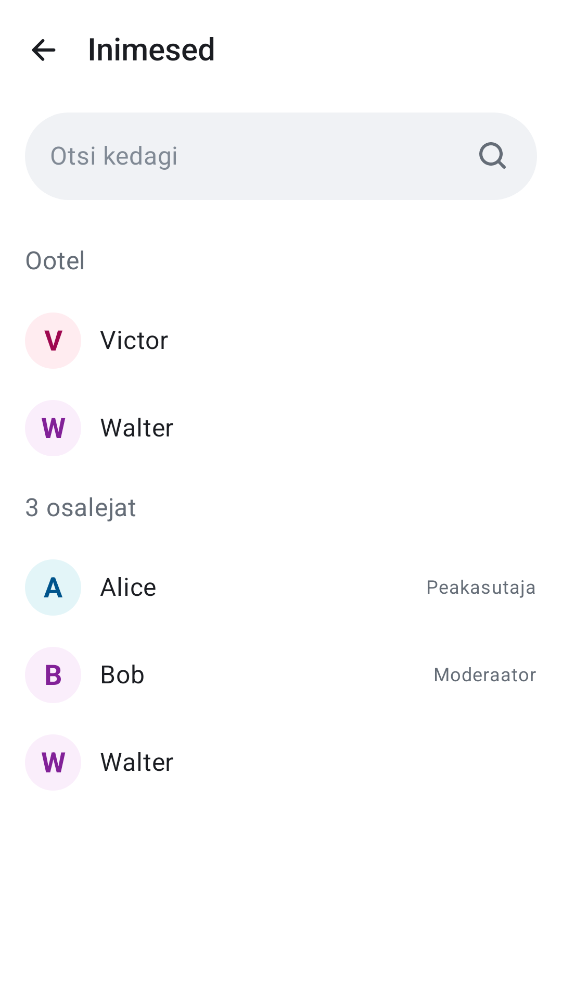 Inimesed
Otsi kedagi
Ootel
V Victor
W Walter
3 osalejat
A Alice Peakasutaja
B Bob Moderaator
W Walter